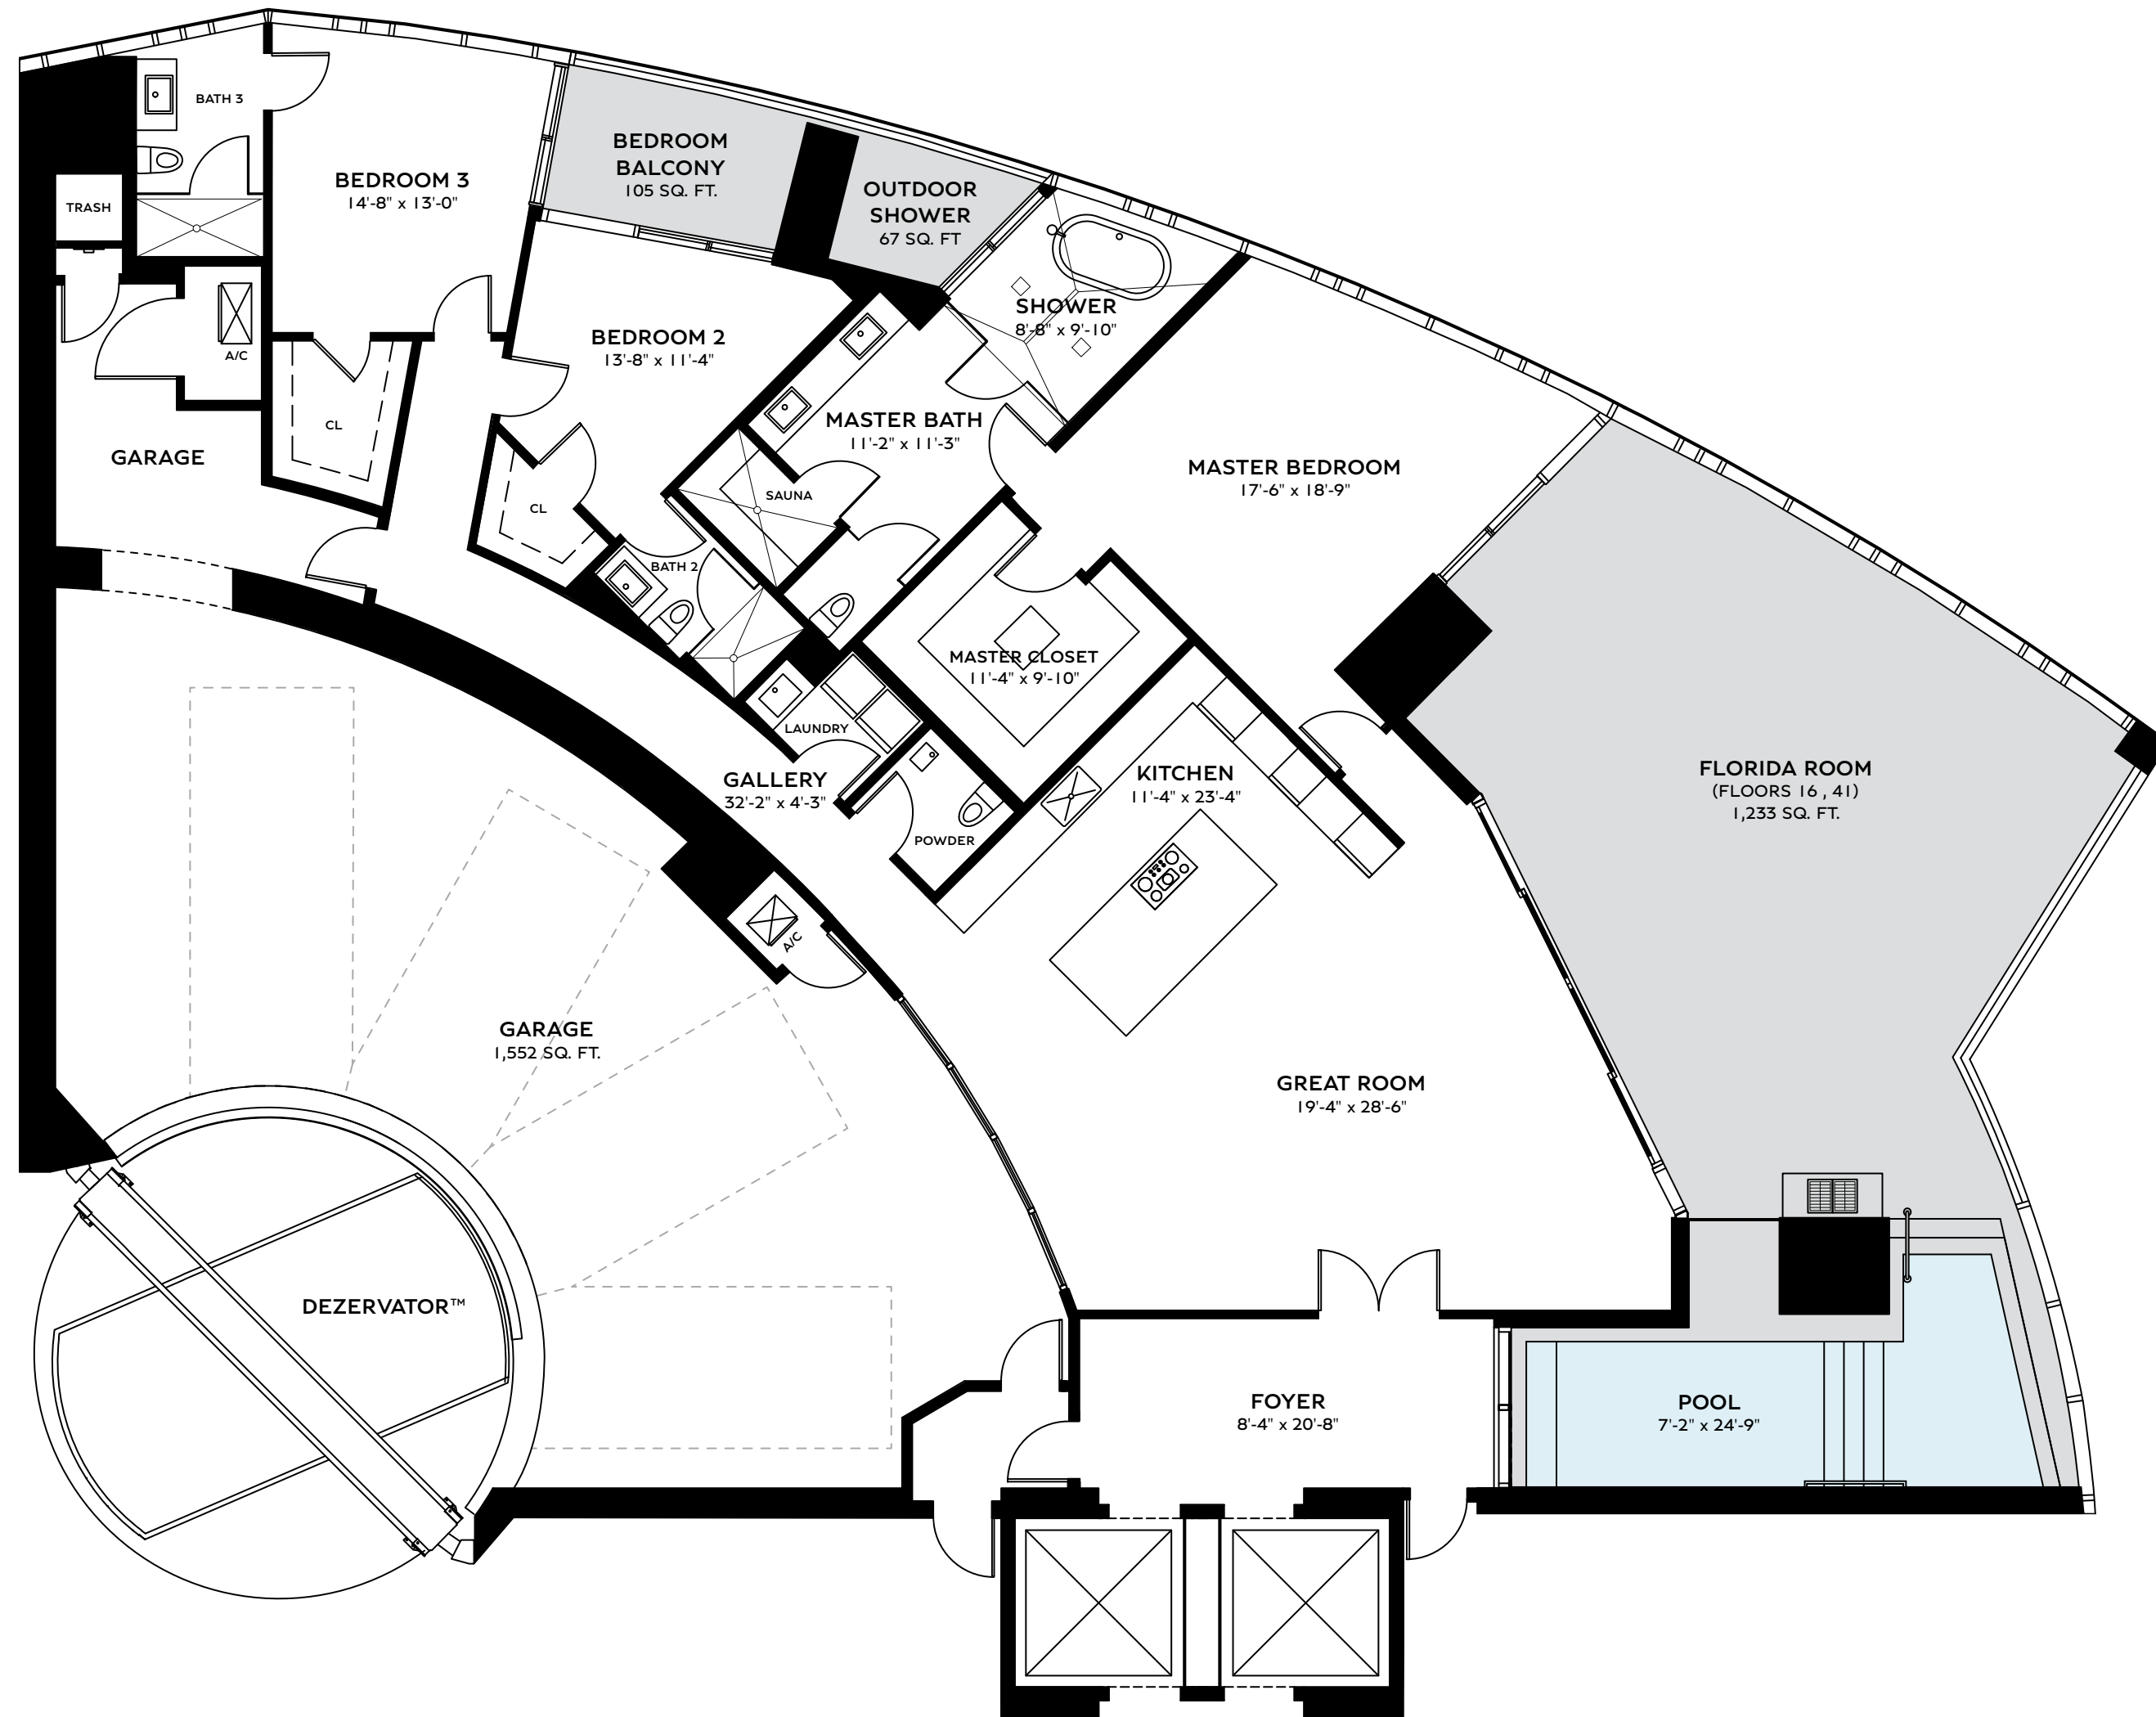 BATH 3
TRASH
A/C
BEDROOM 3
14'-8" x 13'-0"
BEDROOM
BALCONY
105 SQ. FT.
OUTDOOR
SHOWER
67 SQ. FT
SHOWER
8'-8" x 9'-10"
BEDROOM 2
13'-8" x 11'-4"
CL
GARAGE
MASTER BATH
11'-2" x 11'-3"
MASTER BEDROOM
17'-6" x 18'-9"
SAUNA
CL
BATH 2
MASTER CLOSET
11'-4" x 9'-10"
LAUNDRY
GALLERY
32'-2" x 4'-3"
KITCHEN
11'-4" x 23'-4"
POWDER
FLORIDA ROOM
(FLOORS 16 , 41)
1,233 SQ. FT.
A/C
GARAGE
1,552 SQ. FT.
GREAT ROOM
19'-4" x 28'-6"
DEZERVATOR™
FOYER
8'-4" x 20'-8"
POOL
7'-2" x 24'-9"